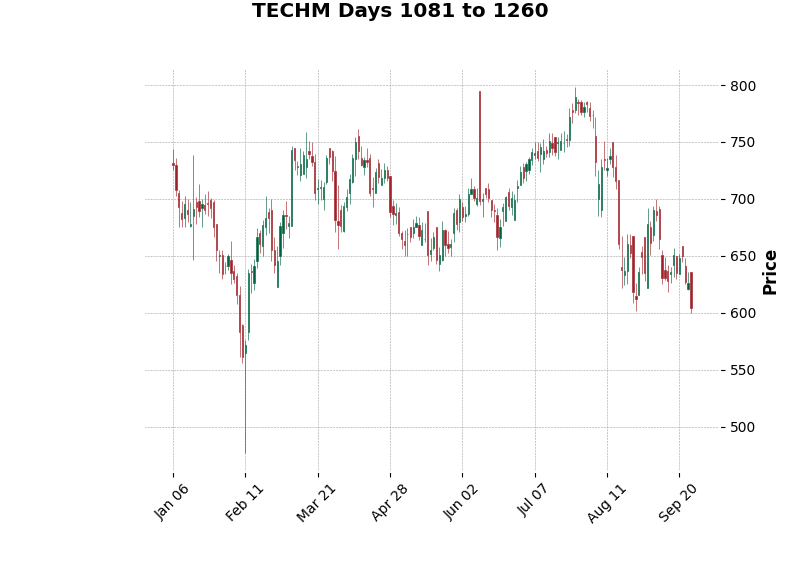 TECHM Days 1081 to 1260
800
750
700
650
600
550
500
Price
Jan 06
Feb 11
Mar 21
Apr 28
Jun 02
Jul 07
Aug 11
Sep 20